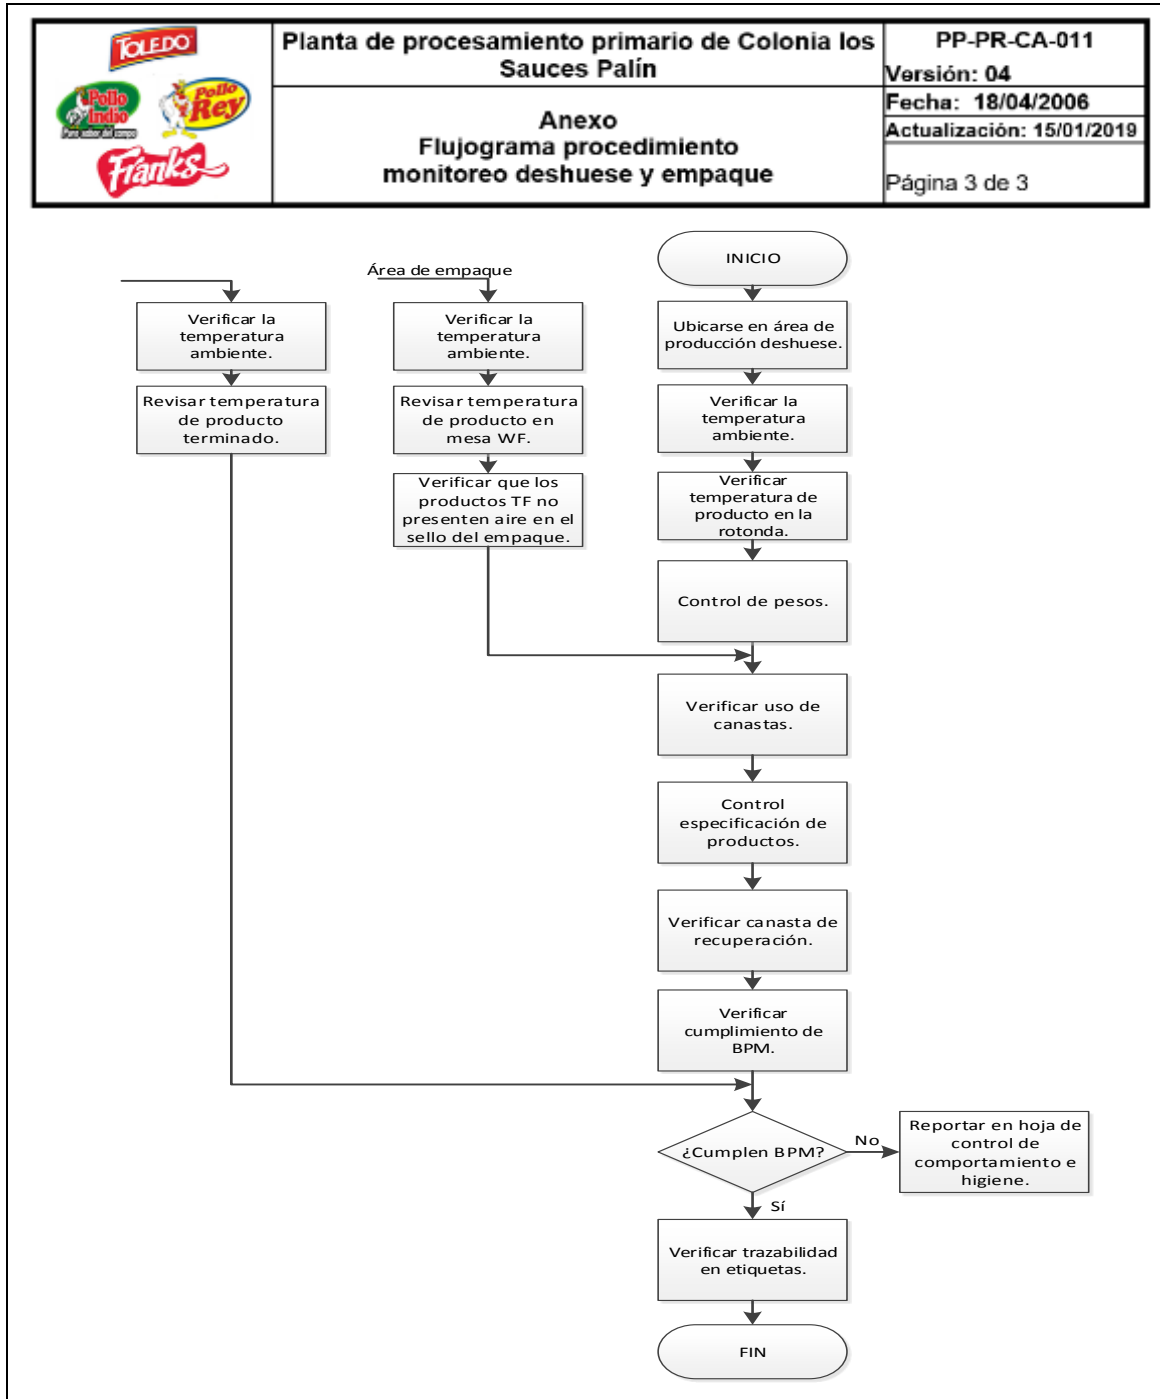 TOLEDO
Pollo
Indio
Pollo
Rey
Franks
Planta de procesamiento primario de Colonia los
Sauces Palín
Anexo
Flujograma procedimiento
monitoreo deshuese y empaque
PP-PR-CA-011
Versión: 04
Fecha: 18/04/2006
Actualización: 15/01/2019
Página 3 de 3
Área de empaque
INICIO
Verificar la
temperatura
ambiente.
Verificar la
temperatura
ambiente.
Ubicarse en área de
producción deshuese.
Revisar temperatura
de producto
terminado.
Revisar temperatura
de producto en
mesa WF.
Verificar la
temperatura
ambiente.
Verificar que los
productos TF no
presenten aire en el
sello del empaque.
Verificar
temperatura de
producto en la
rotonda.
Control de pesos.
Verificar uso de
canastas.
Control
especificación de
productos.
Verificar canasta de
recuperación.
Verificar
cumplimiento de
BPM.
¿Cumplen BPM?
No
Reportar en hoja de
control de
comportamiento e
higiene.
Sí
Verificar trazabilidad
en etiquetas.
FIN